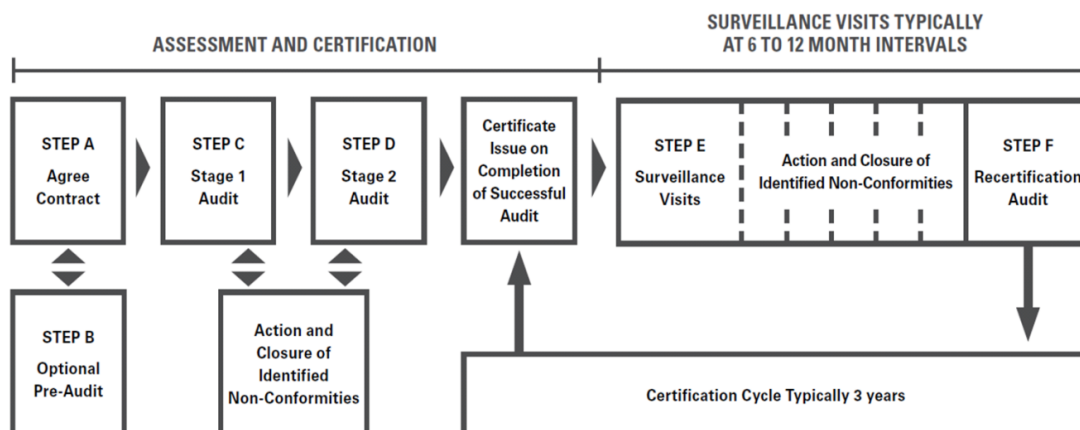 ASSESSMENT AND CERTIFICATION
SURVEILLANCE VISITS TYPICALLY
AT 6 TO 12 MONTH INTERVALS
STEP A
Agree
Contract
STEP C
Stage 1
Audit
STEP D
Stage 2
Audit
Certificate
Issue on
Completion
of Successful
Audit
STEP E
Surveillance
Visits
Action and Closure of
Identified Non-Conformities
STEP F
Recertification
Audit
STEP B
Optional
Pre-Audit
Action and
Closure of
Identified
Non-Conformities
Certification Cycle Typically 3 years